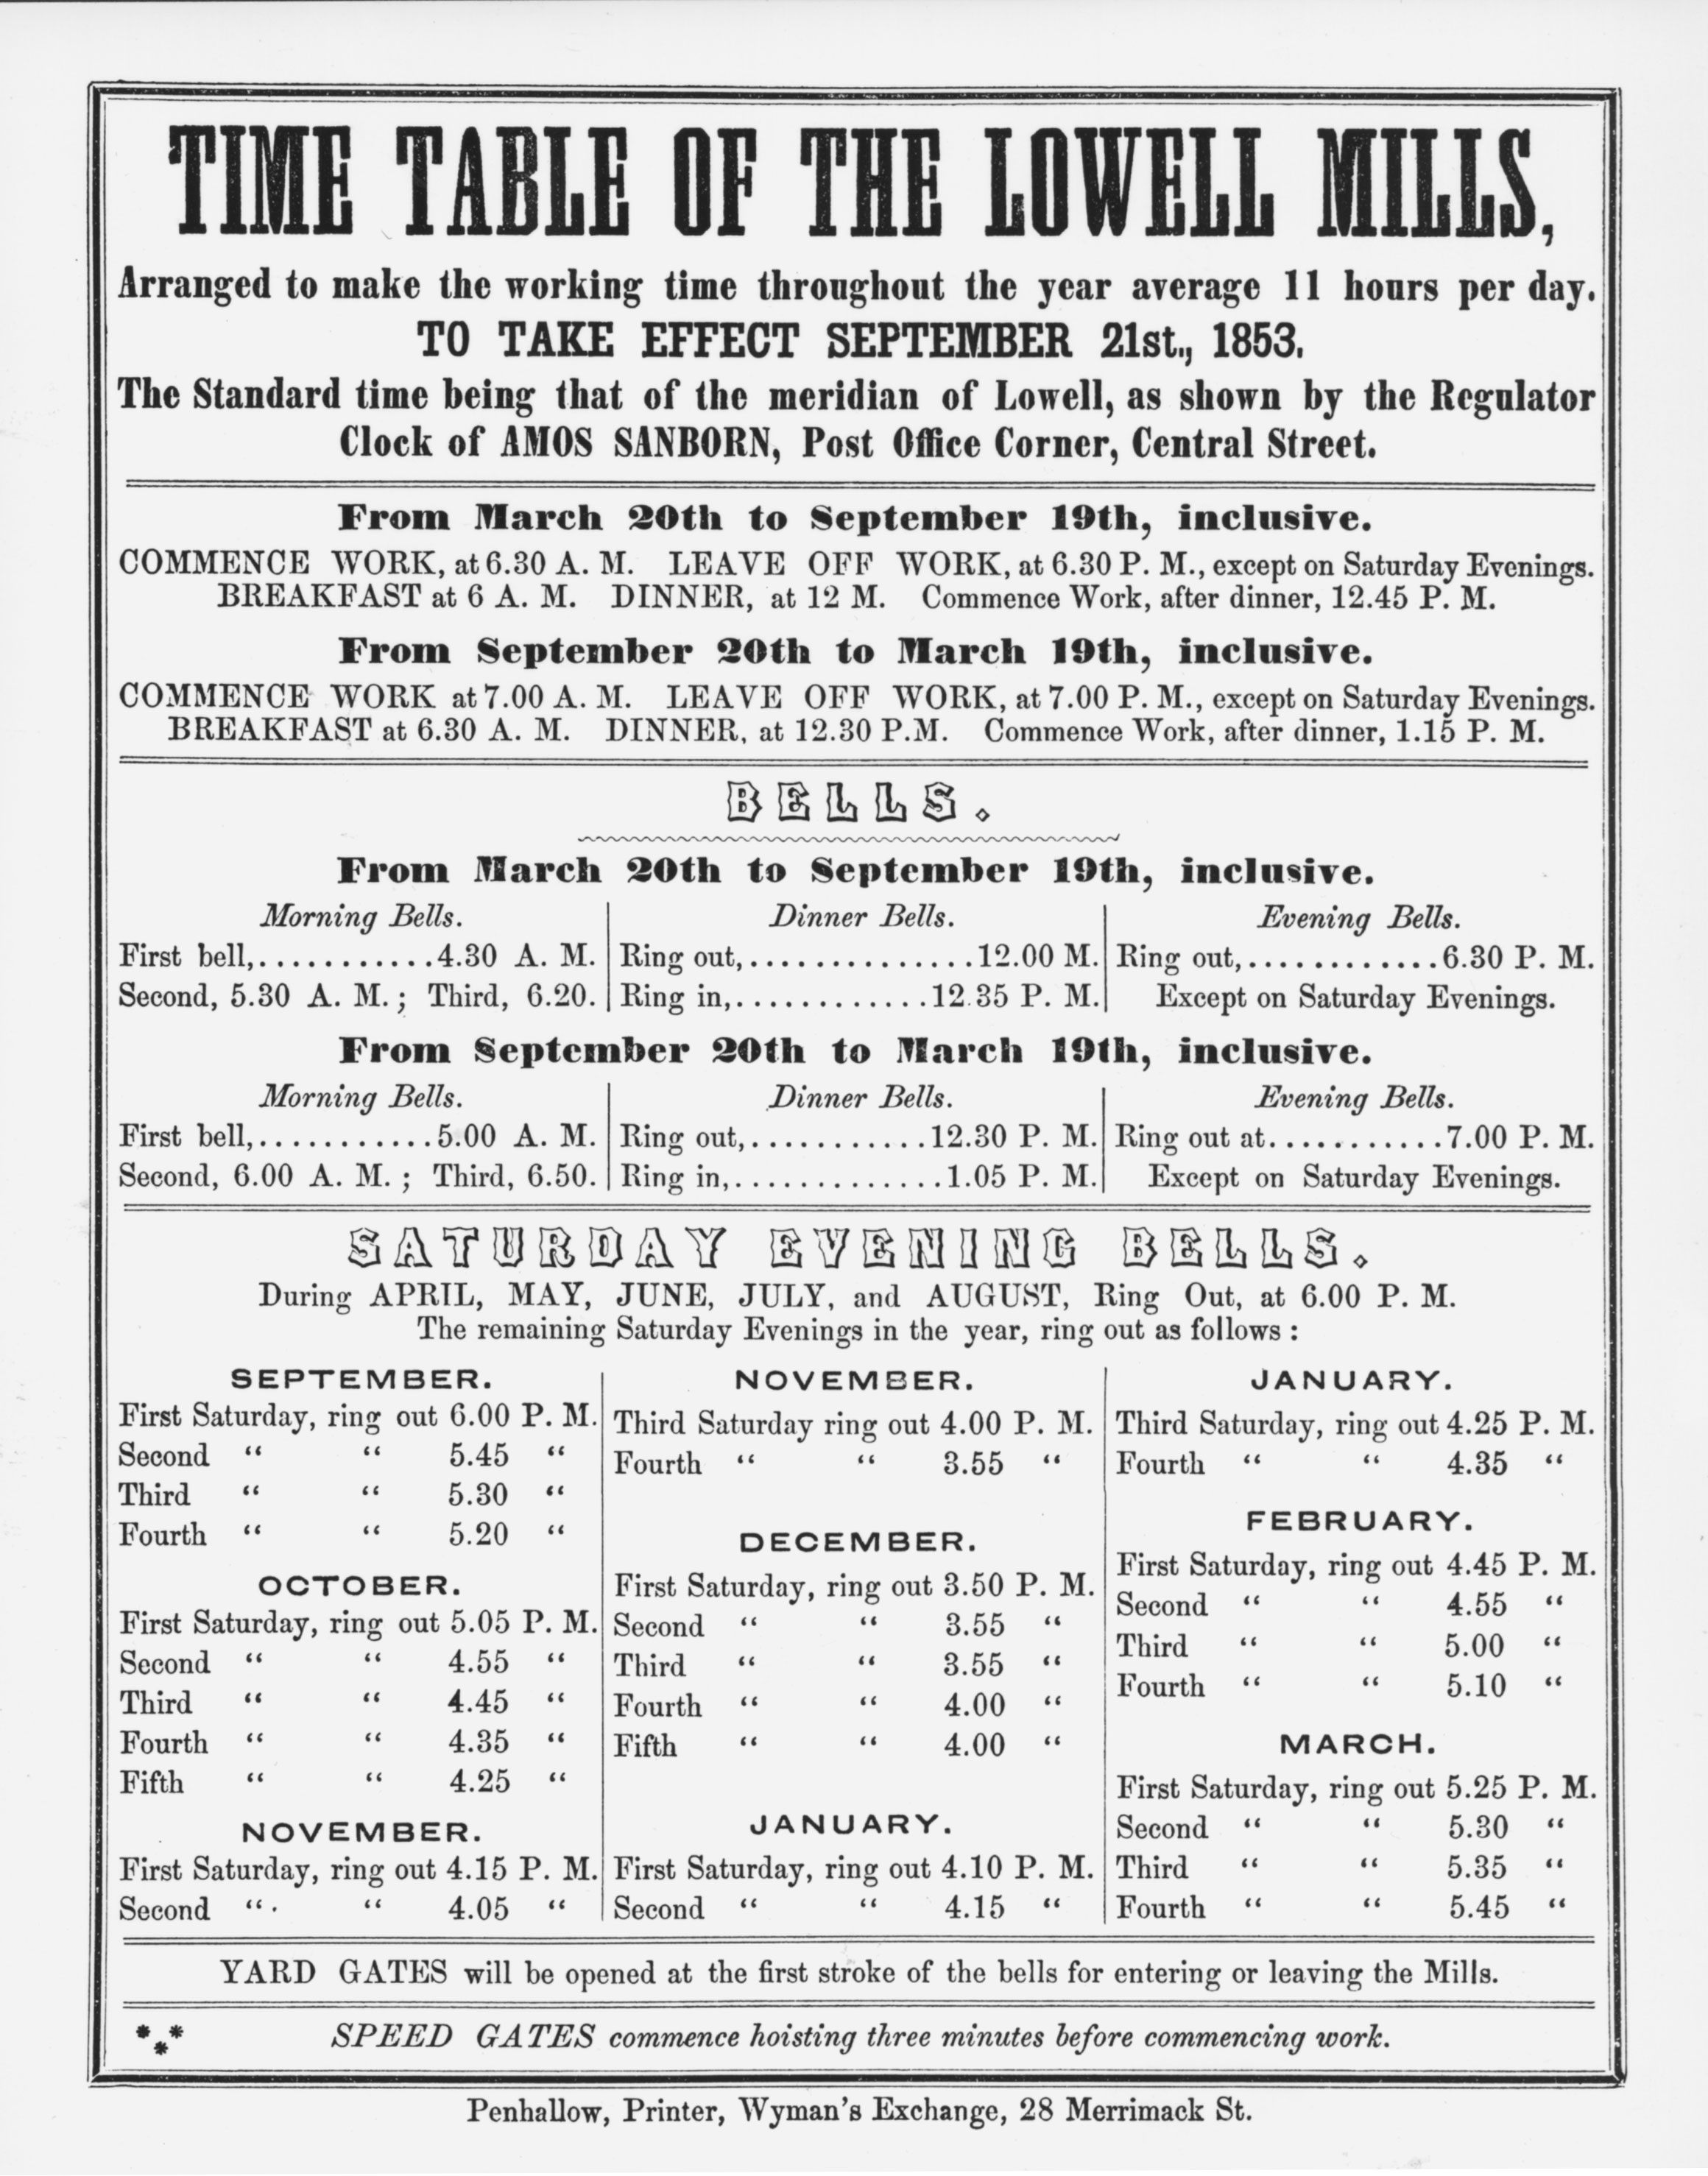 TIME TABLE OF THE LOWELL MILLS,
Arranged to make the working time throughout the year average 11 hours per day.
TO TAKE EFFECT SEPTEMBER 21st., 1853.
The Standard time being that of the meridian of Lowell, as shown by the Regulator
Clock of AMOS SANBORN, Post Office Corner, Central Street.
From March 20th to September 19th, inclusive.
COMMENCE WORK, at 6.30 A. M. LEAVE OFF WORK, at 6.30 P. M., except on Saturday Evenings.
BREAKFAST at 6 A. M. DINNER, at 12 M. Commence Work, after dinner, 12.45 P. M.
From September 20th to March 19th, inclusive.
COMMENCE WORK at 7.00 A. M. LEAVE OFF WORK, at 7.00 P. M., except on Saturday Evenings.
BREAKFAST at 6.30 A. M. DINNER, at 12.30 P.M. Commence Work, after dinner, 1.15 P. M.
BELLS.
From March 20th to September 19th, inclusive.
Morning Bells.
First bell,...........4.30 A. M.
Second, 5.30 A. M. ; Third, 6.20.
Dinner Bells.
Ring out,..............12.00 M.
Ring in,............12.35 P. M.
Evening Bells.
Ring out,............6.30 P. M.
Except on Saturday Evenings.
From September 20th to March 19th, inclusive.
Morning Bells.
First bell,...........5.00 A. M.
Second, 6.00 A. M. ; Third, 6.50.
Dinner Bells.
Ring out,...........12.30 P. M.
Ring in,.............1.05 P. M.
Evening Bells.
Ring out at...........7.00 P. M.
Except on Saturday Evenings.
SATURDAY EVENING BELLS.
During APRIL, MAY, JUNE, JULY, and AUGUST, Ring Out, at 6.00 P. M.
The remaining Saturday Evenings in the year, ring out as follows :
SEPTEMBER.
First Saturday, ring out 6.00 P. M.
Second “ “ 5.45 “
Third “ “ 5.30 “
Fourth “ “ 5.20 “
OCTOBER.
First Saturday, ring out 5.05 P. M.
Second “ “ 4.55 “
Third “ “ 4.45 “
Fourth “ “ 4.35 “
Fifth “ “ 4.25 “
NOVEMBER.
First Saturday, ring out 4.15 P. M.
Second “ “ 4.05 “
NOVEMBER.
Third Saturday ring out 4.00 P. M.
Fourth “ “ 3.55 “
DECEMBER.
First Saturday, ring out 3.50 P. M.
Second “ “ 3.55 “
Third “ “ 3.55 “
Fourth “ “ 4.00 “
Fifth “ “ 4.00 “
JANUARY.
First Saturday, ring out 4.10 P. M.
Second “ “ 4.15 “
JANUARY.
Third Saturday, ring out 4.25 P. M.
Fourth “ “ 4.35 “
FEBRUARY.
First Saturday, ring out 4.45 P. M.
Second “ “ 4.55 “
Third “ “ 5.00 “
Fourth “ “ 5.10 “
MARCH.
First Saturday, ring out 5.25 P. M.
Second “ “ 5.30 “
Third “ “ 5.35 “
Fourth “ “ 5.45 “
YARD GATES will be opened at the first stroke of the bells for entering or leaving the Mills.
*** SPEED GATES commence hoisting three minutes before commencing work.
Penhallow, Printer, Wyman's Exchange, 28 Merrimack St.